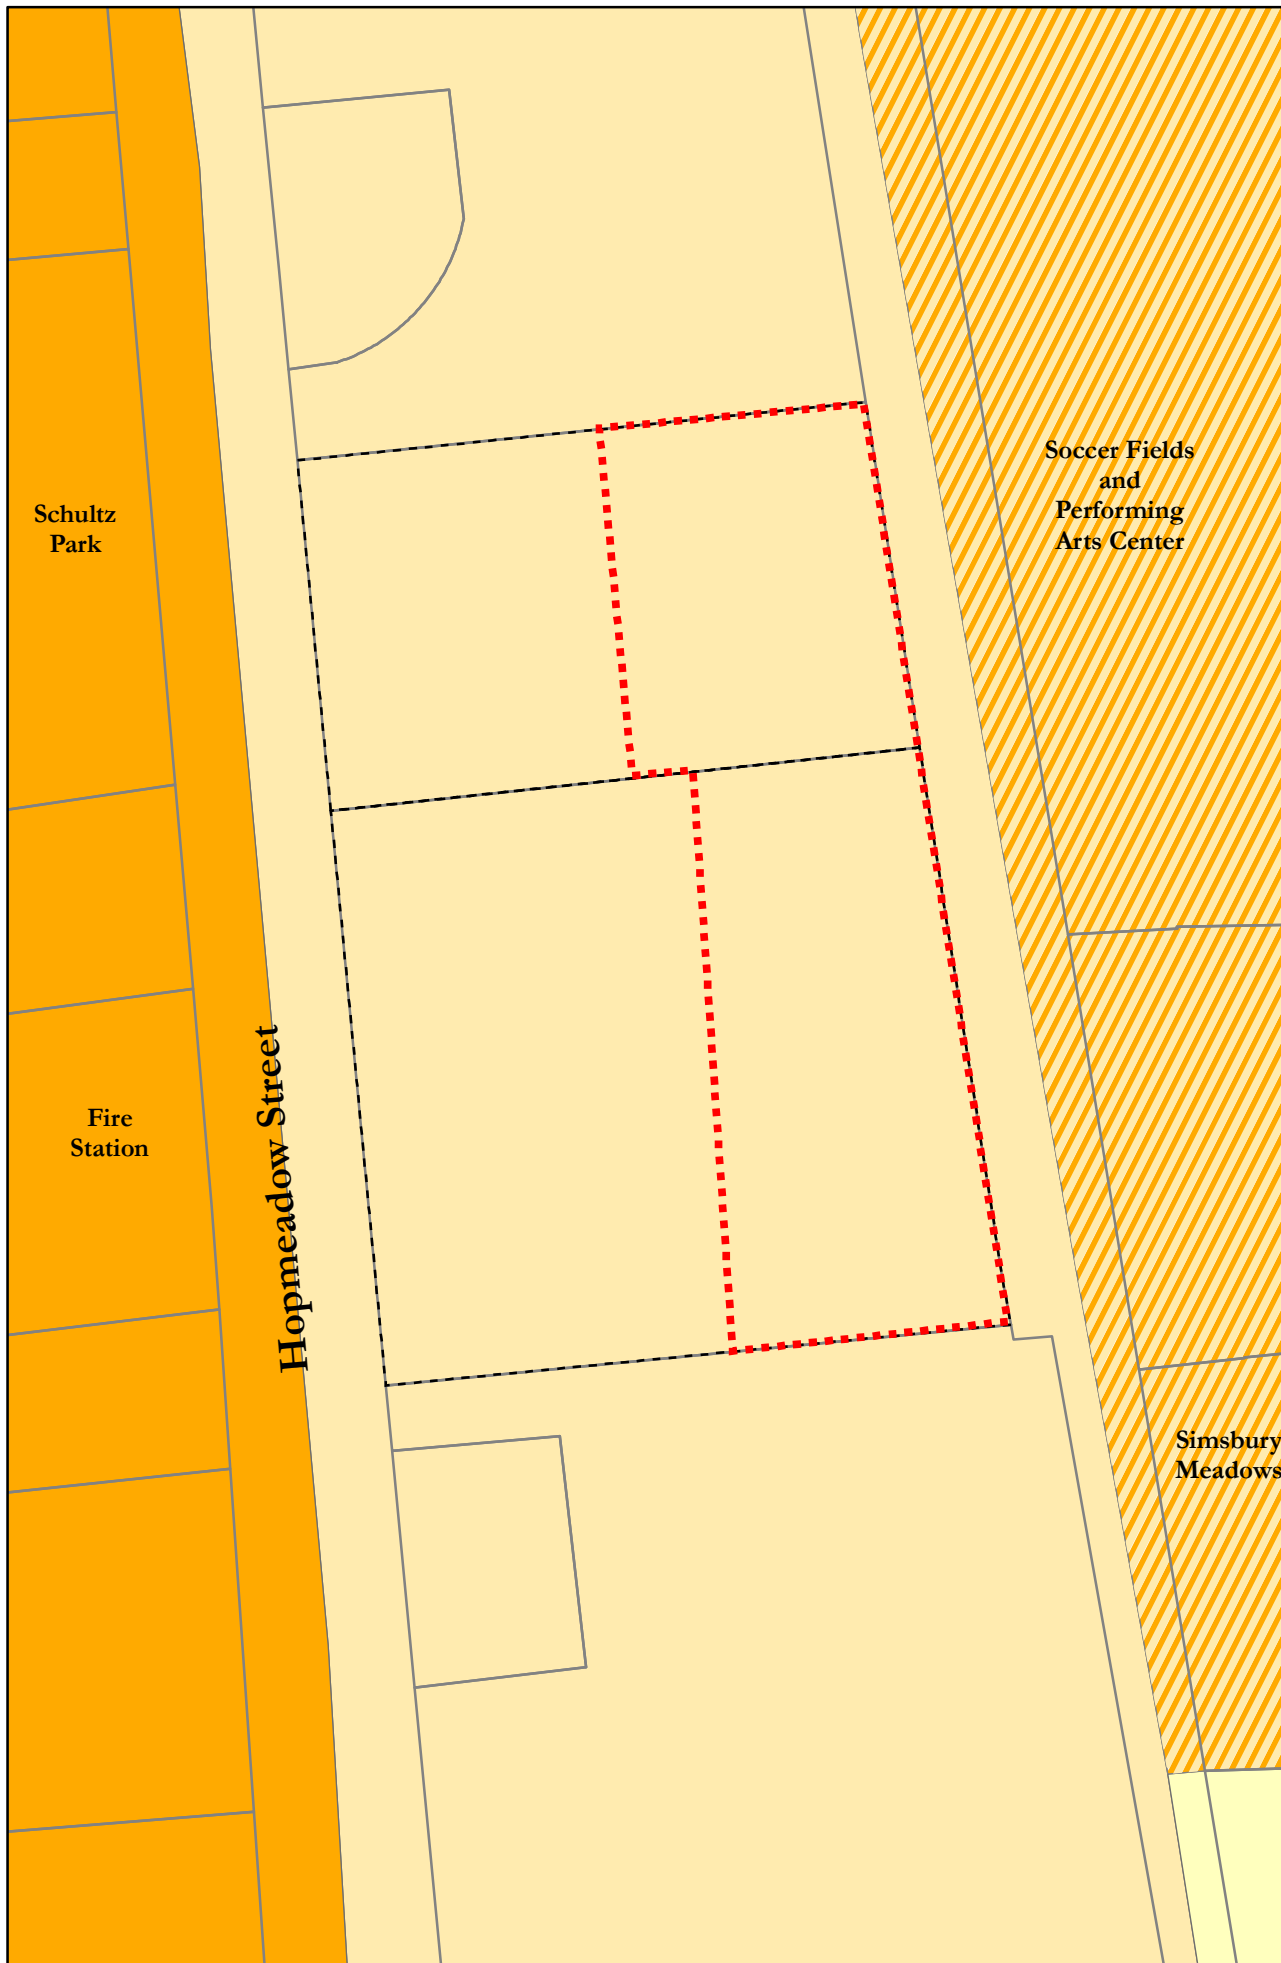 Soccer Fields
and
Performing
Arts Center
Schultz
Park
Hopmeadow Street
Fire
Station
Simsbury
Meadows